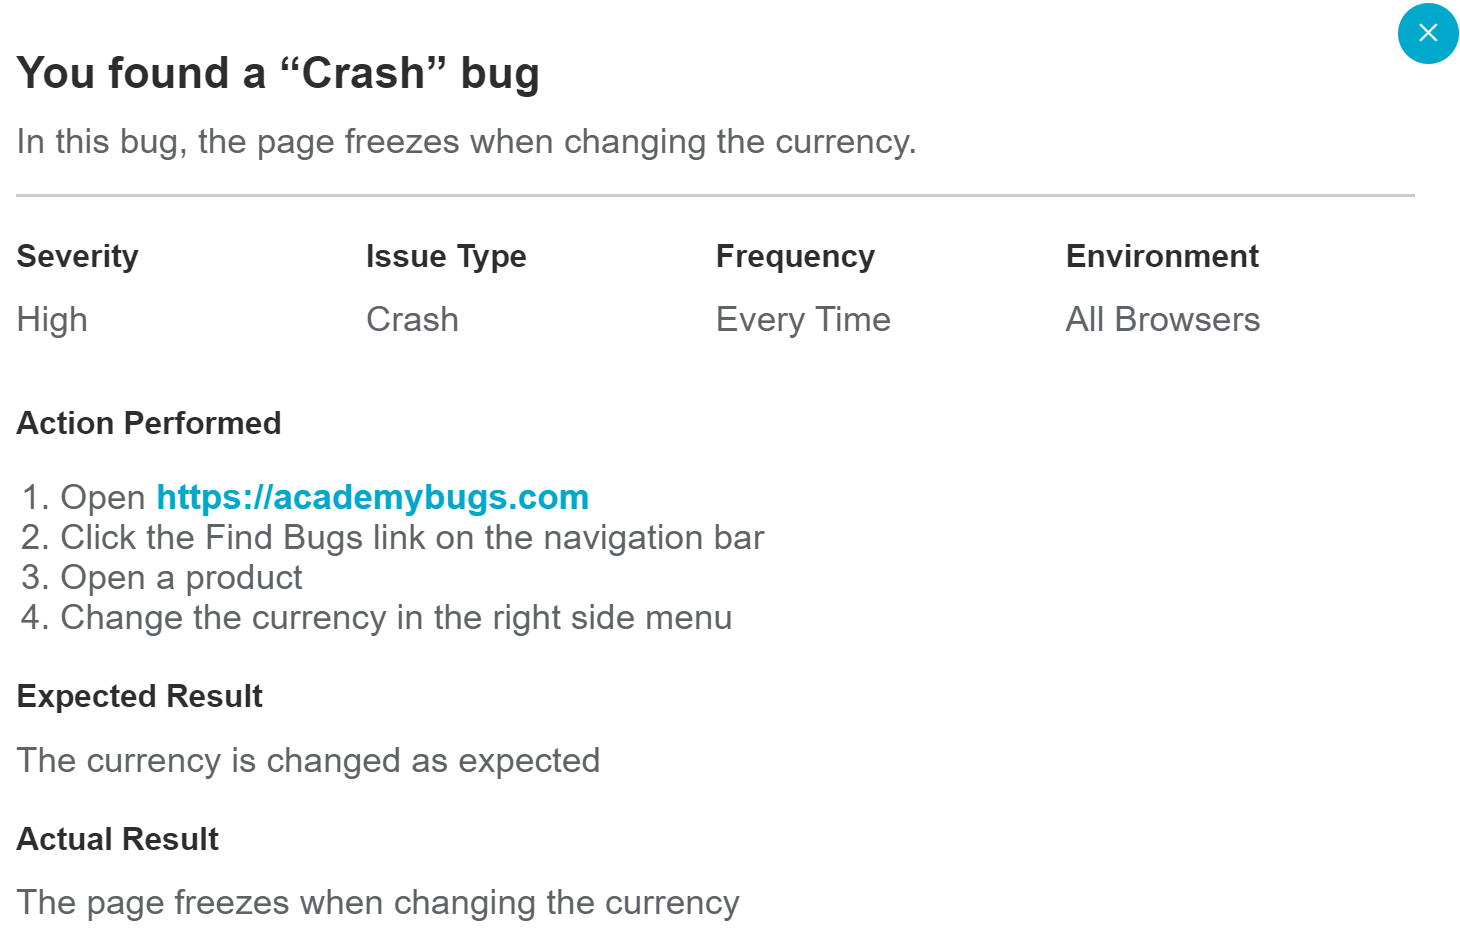 You found a “Crash” bug
In this bug, the page freezes when changing the currency.
Severity Issue Type Frequency Environment
High Crash Every Time All Browsers
Action Performed
1. Open https://academybugs.com
2. Click the Find Bugs link on the navigation bar
3. Open a product
4. Change the currency in the right side menu
Expected Result
The currency is changed as expected
Actual Result
The page freezes when changing the currency